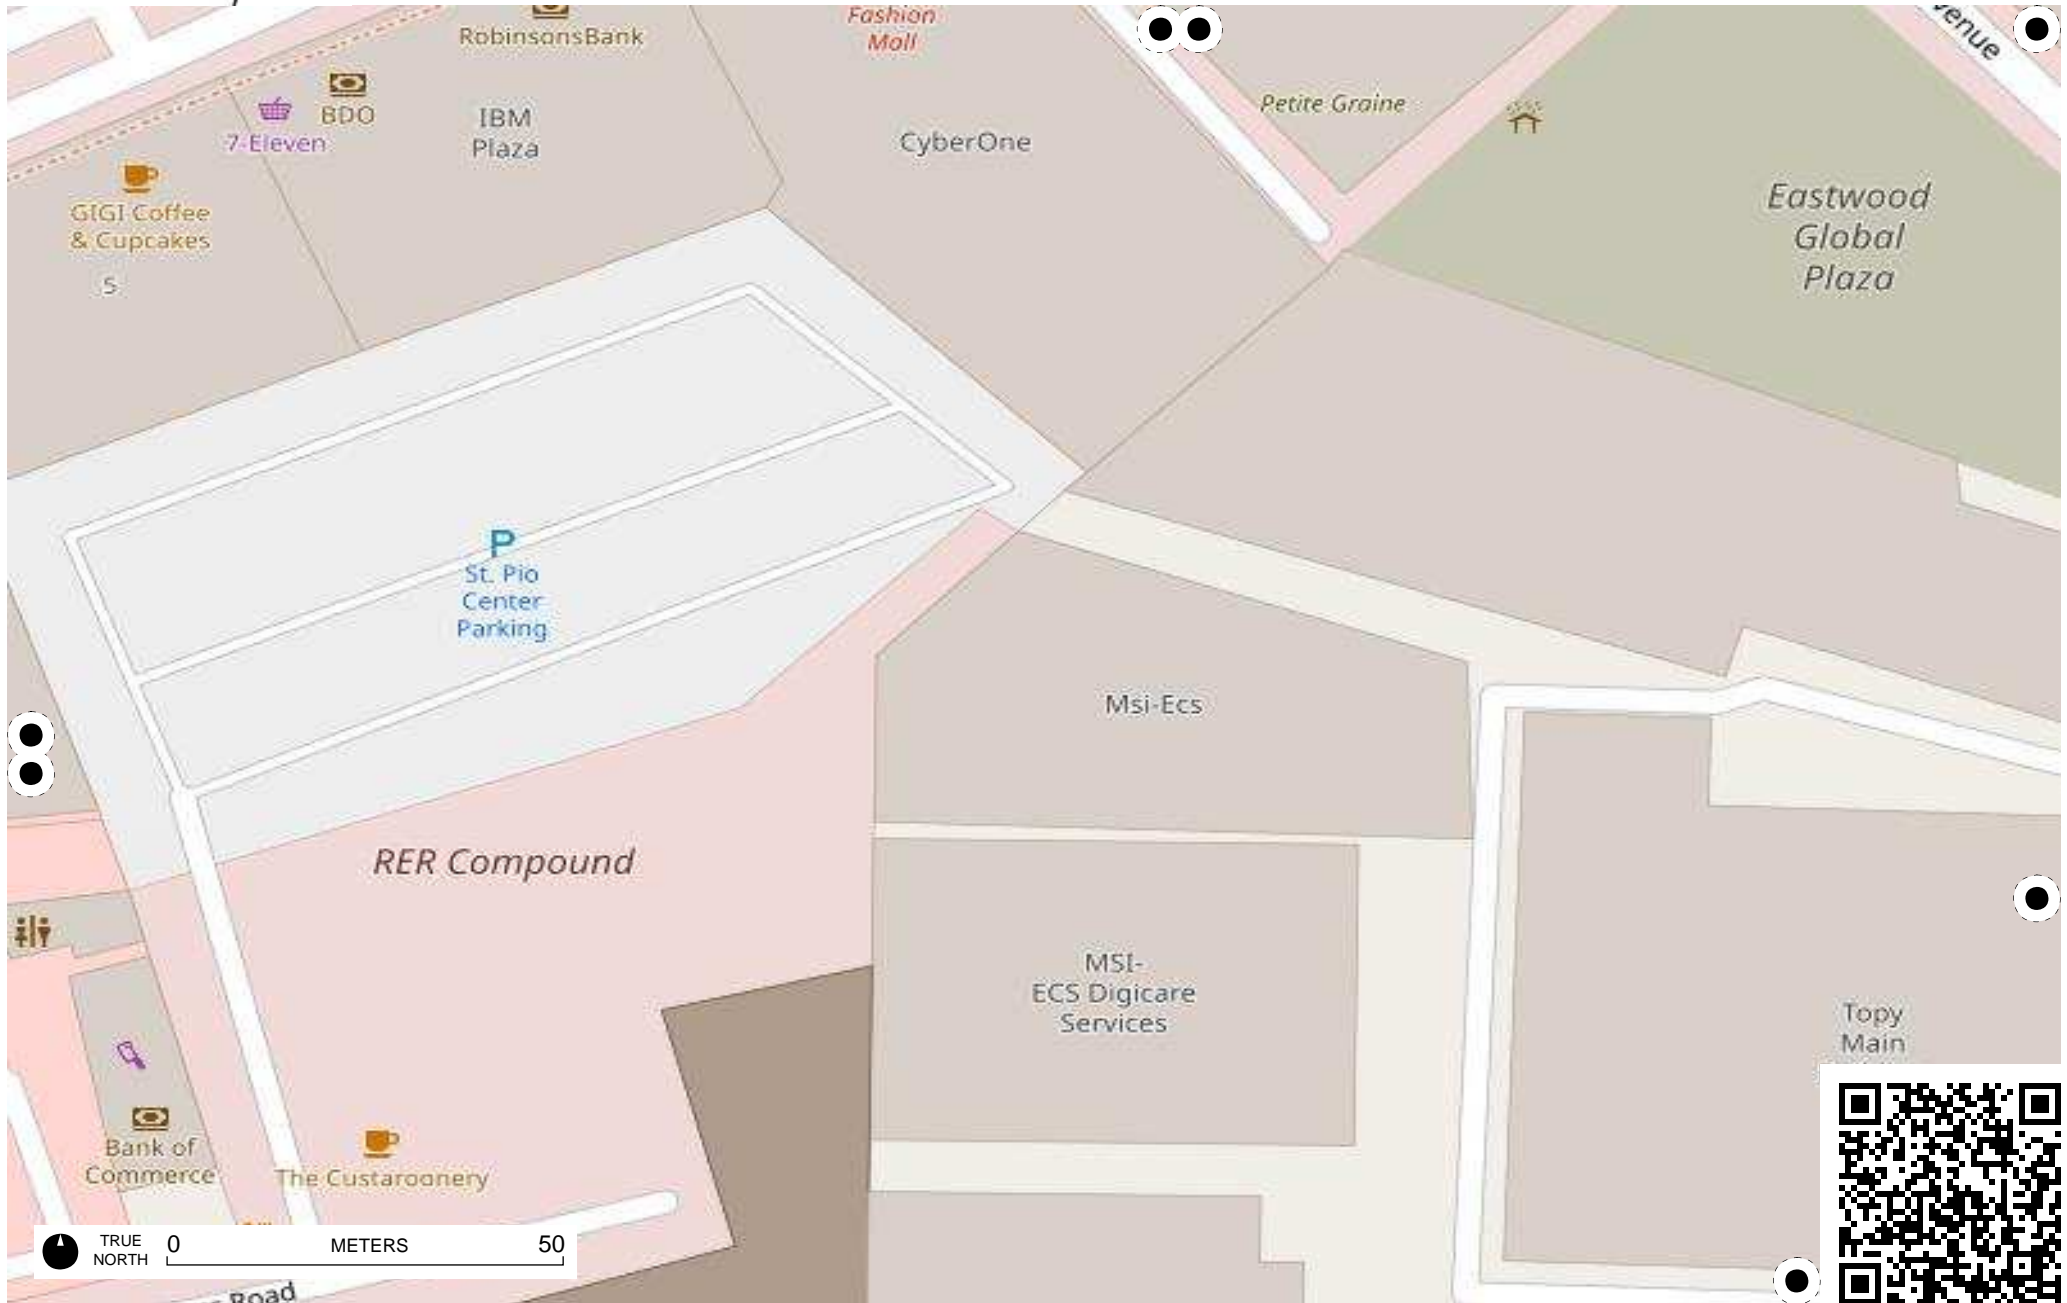 Fashion
Mall
RobinsonsBank
venue
BDO
IBM
Plaza
7-Eleven
CyberOne
Petite Graine
GIGI Coffee
& Cupcakes
5
Eastwood
Global
Plaza
P
St. Pio
Center
Parking
Msi-Ecs
RER Compound
MSI-
ECS Digicare
Services
Topy
Main
Bank of
Commerce
The Custaroonery
TRUE
NORTH
0 METERS 50
Road